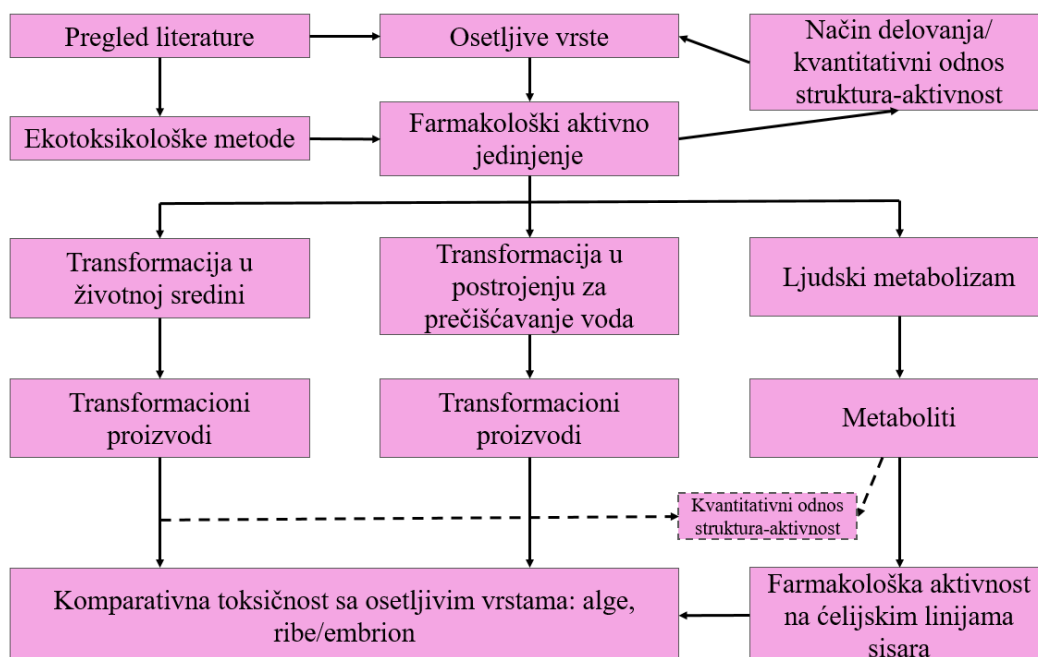 Pregled literature
Osetljive vrste
Način delovanja/
kvantitativni odnos
struktura-aktivnost
Ekotoksikološke metode
Farmakološki aktivno
jedinjenje
Transformacija u
životnoj sredini
Transformacija u
postrojenju za
prečišćavanje voda
Ljudski metabolizam
Transformacioni
proizvodi
Transformacioni
proizvodi
Metaboliti
Kvantitativni odnos
struktura-aktivnost
Komparativna toksičnost sa osetljivim vrstama: alge,
ribe/embrion
Farmakološka aktivnost
na ćelijskim linijama
sisara